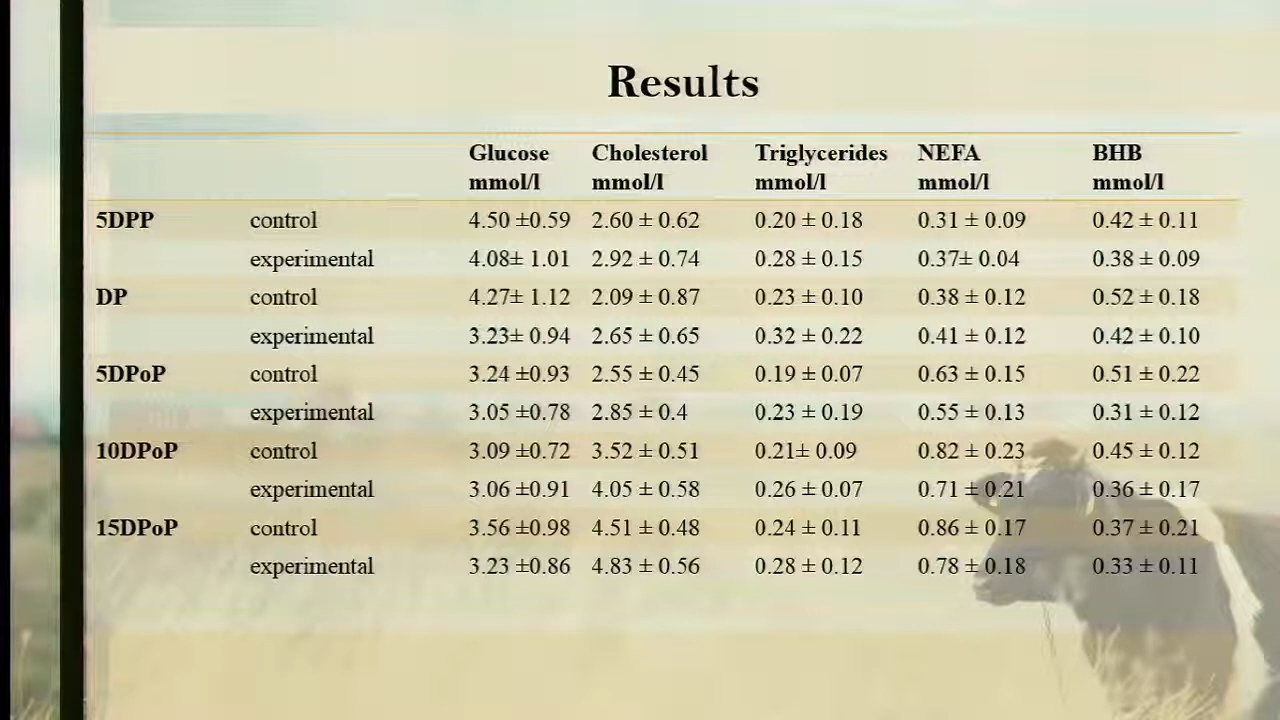 Results
Glucose Cholesterol Triglycerides NEFA BHB
mmol/l mmol/l mmol/l mmol/l mmol/l
5DPP control 4.50 ±0.59 2.60 ± 0.62 0.20 ± 0.18 0.31 ± 0.09 0.42 ± 0.11
experimental 4.08± 1.01 2.92 ± 0.74 0.28 ± 0.15 0.37± 0.04 0.38 ± 0.09
DP control 4.27± 1.12 2.09 ± 0.87 0.23 ± 0.10 0.38 ± 0.12 0.52 ± 0.18
experimental 3.23± 0.94 2.65 ± 0.65 0.32 ± 0.22 0.41 ± 0.12 0.42 ± 0.10
5DPoP control 3.24 ±0.93 2.55 ± 0.45 0.19 ± 0.07 0.63 ± 0.15 0.51 ± 0.22
experimental 3.05 ±0.78 2.85 ± 0.4 0.23 ± 0.19 0.55 ± 0.13 0.31 ± 0.12
10DPoP control 3.09 ±0.72 3.52 ± 0.51 0.21± 0.09 0.82 ± 0.23 0.45 ± 0.12
experimental 3.06 ±0.91 4.05 ± 0.58 0.26 ± 0.07 0.71 ± 0.21 0.36 ± 0.17
15DPoP control 3.56 ±0.98 4.51 ± 0.48 0.24 ± 0.11 0.86 ± 0.17 0.37 ± 0.21
experimental 3.23 ±0.86 4.83 ± 0.56 0.28 ± 0.12 0.78 ± 0.18 0.33 ± 0.11